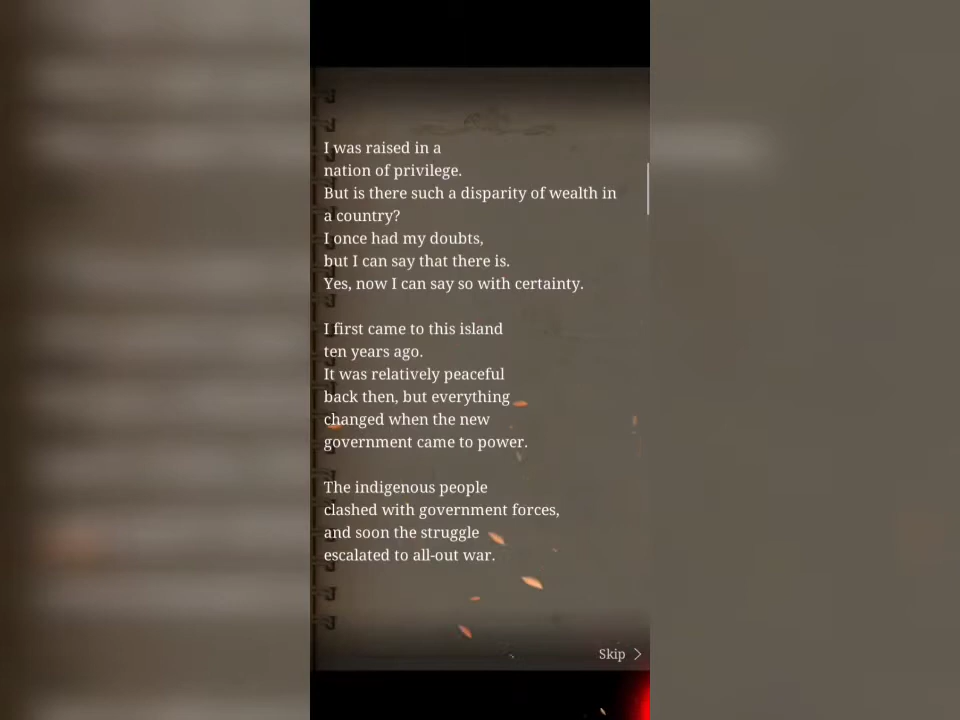 I was raised in a
nation of privilege.
But is there such a disparity of wealth in
a country?
I once had my doubts,
but I can say that there is.
Yes, now I can say so with certainty.
I first came to this island
ten years ago.
It was relatively peaceful
back then, but everything
changed when the new
government came to power.
The indigenous people
clashed with government forces,
and soon the struggle
escalated to all-out war.
Skip